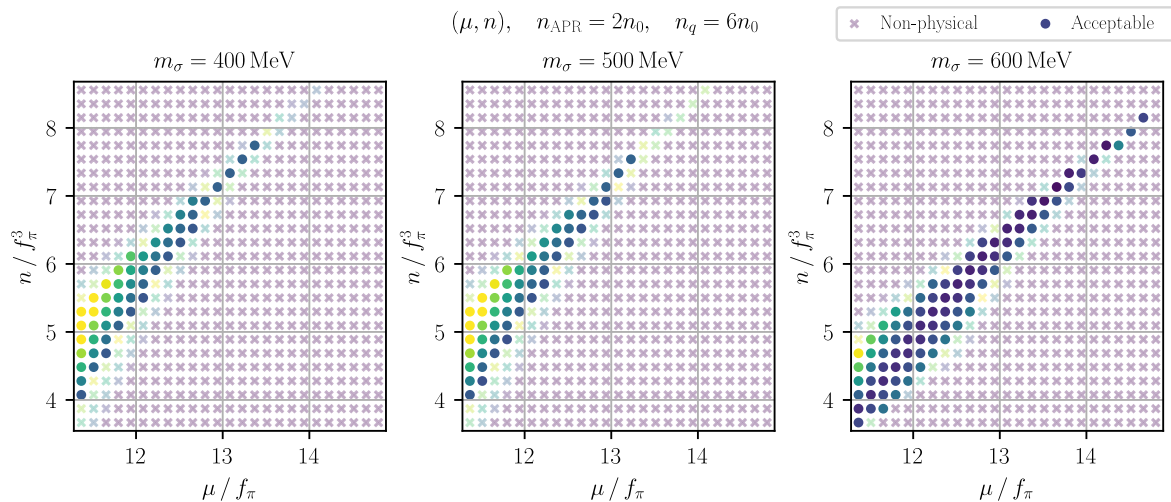 (μ, n), n_APR = 2n_0 n_q = 6n_0
Non-physical Acceptable
m_σ = 400 MeV
m_σ = 500 MeV
m_σ = 600 MeV
n / f_π^3
8
7
6
5
4
12 13 14
μ / f_π
n / f_π^3
8
7
6
5
4
12 13 14
μ / f_π
n / f_π^3
8
7
6
5
4
12 13 14
μ / f_π